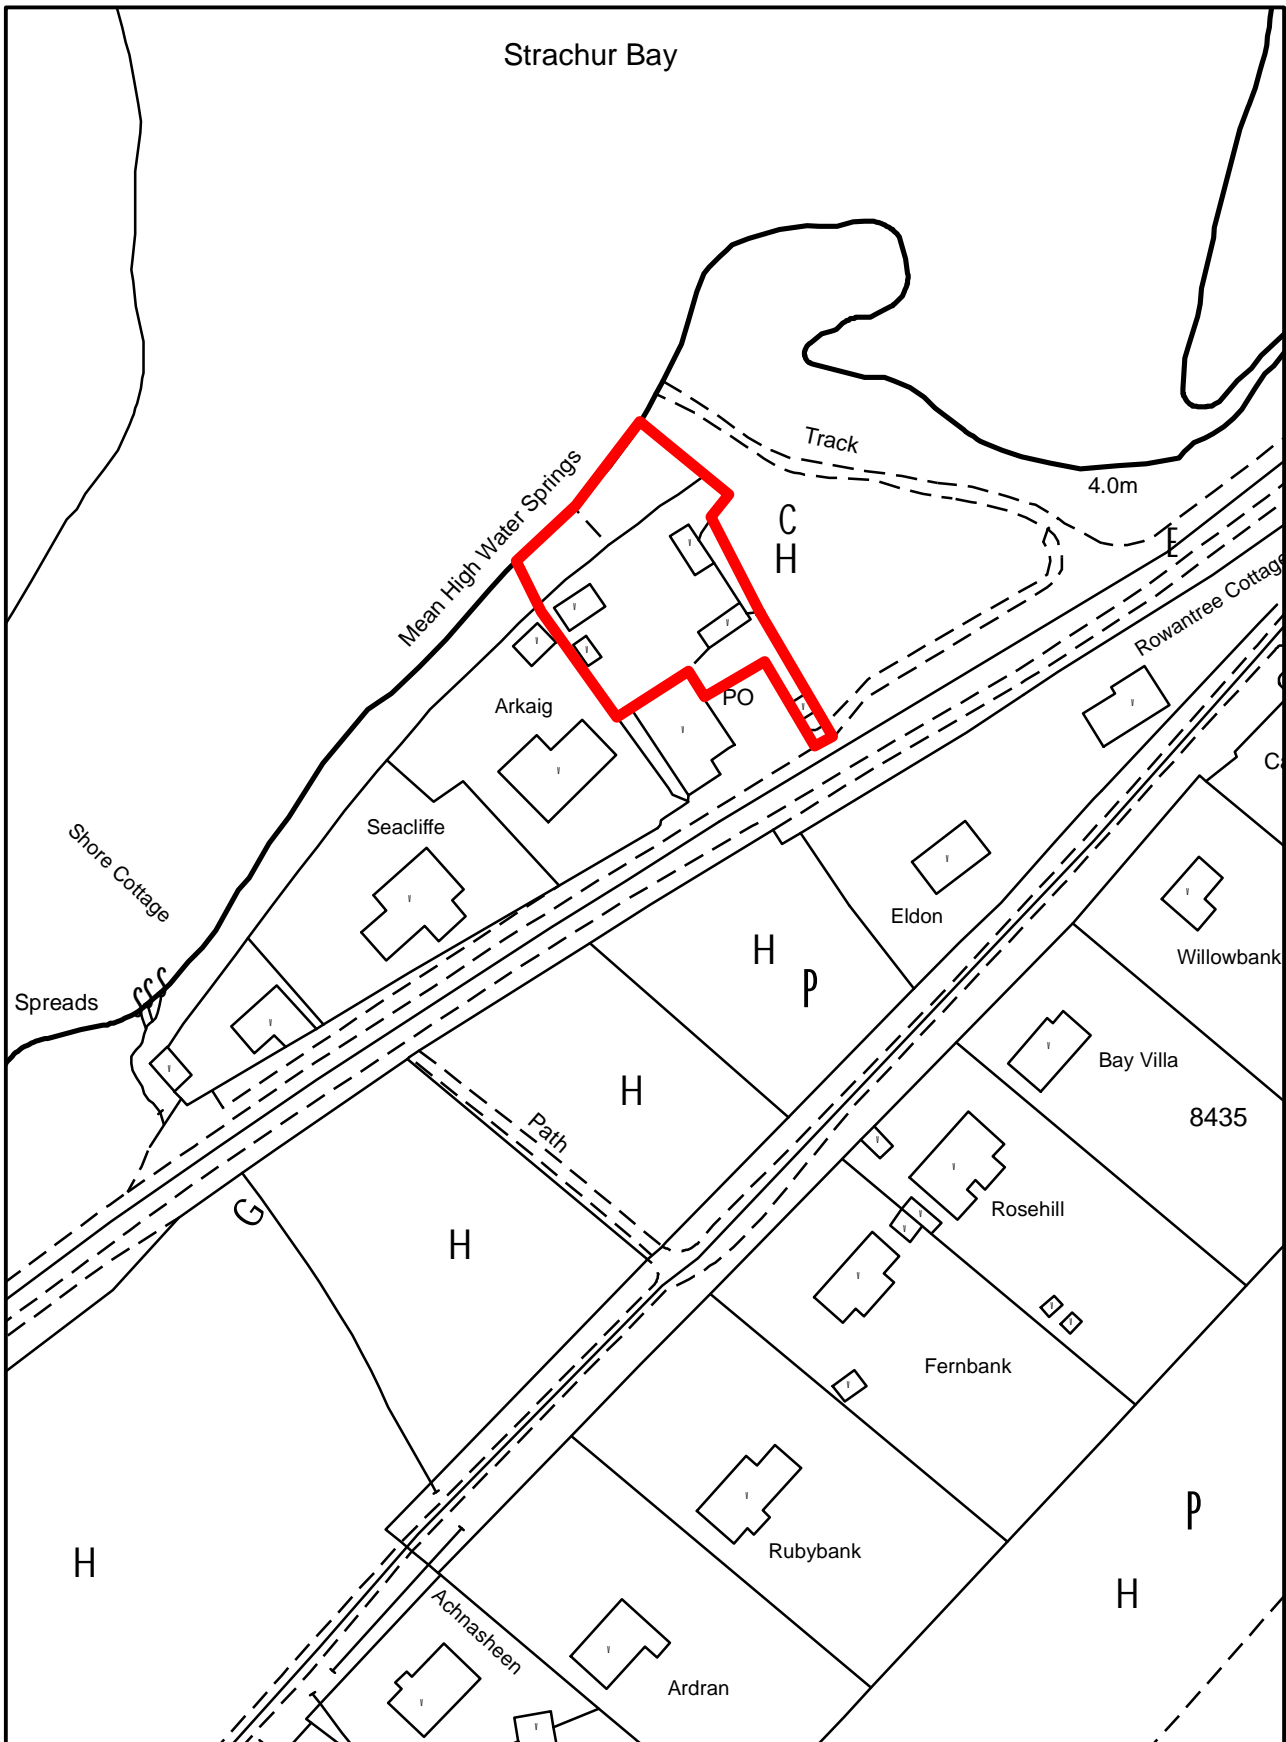 Strachur Bay
Track
4.0m
Mean High Water Springs
C
H
E
Rowantree Cottage
PO
Arkaig
Seacliffe
Shore Cottage
Eldon
Willowbank
H
P
Spreads
Bay Villa
H
8435
Path
Rosehill
G
H
Fernbank
P
Rubybank
H
H
Achnasheen
Ardran